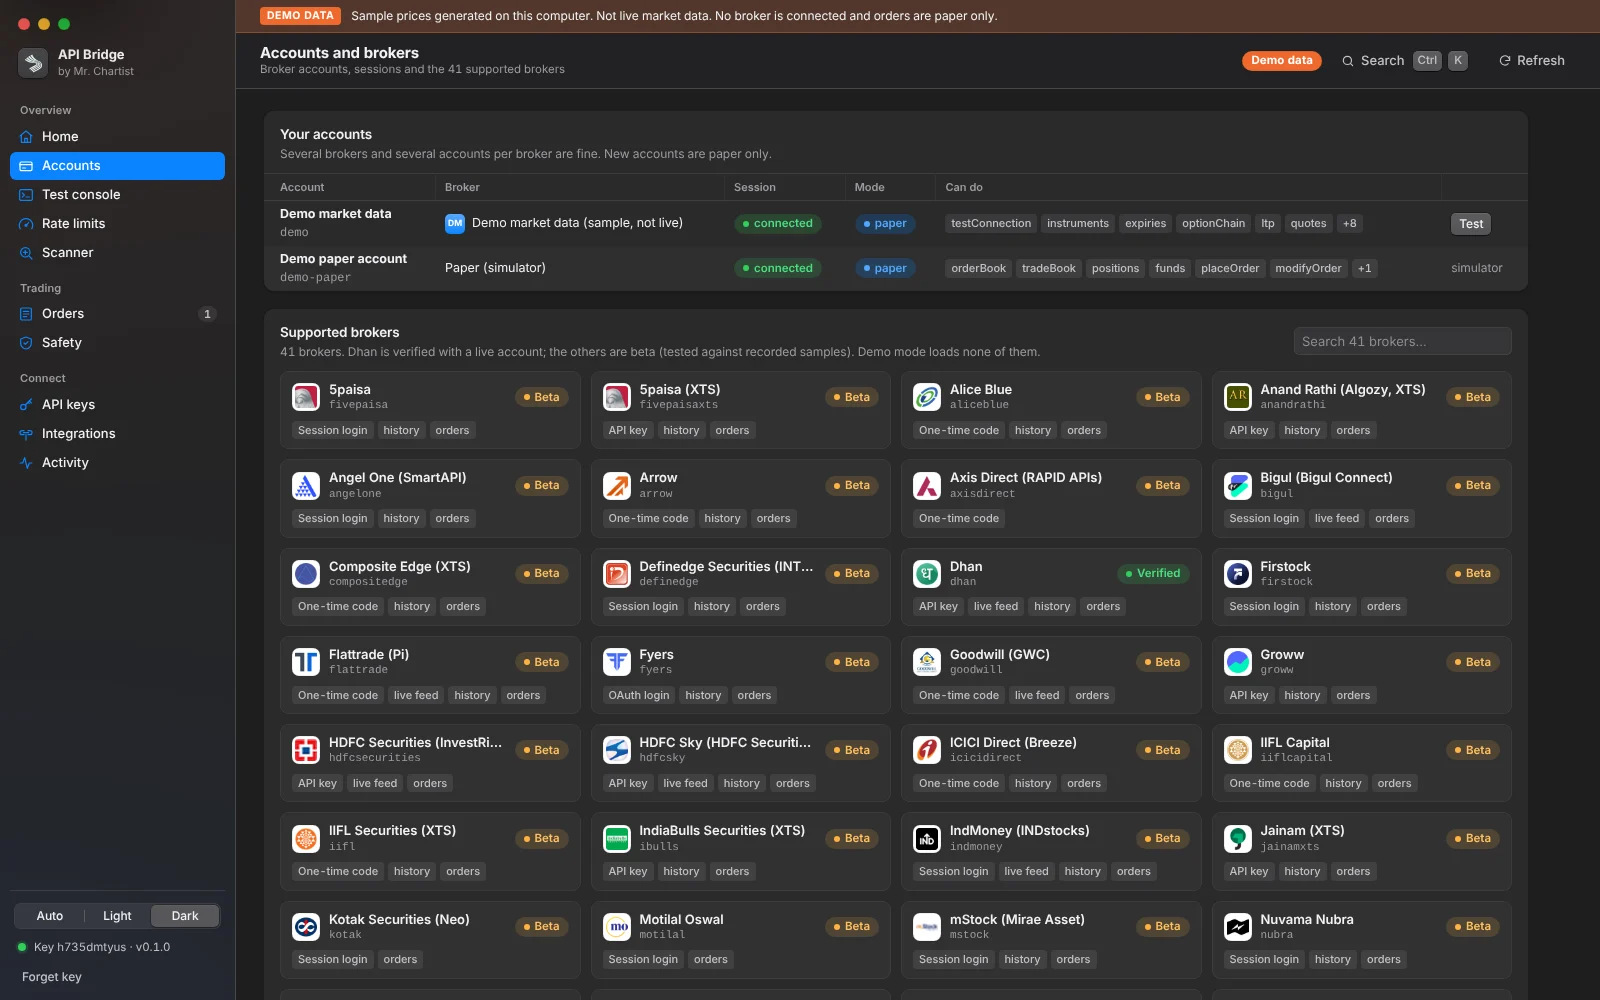 DEMO DATA Sample prices generated on this computer. Not live market data. No broker is connected and orders are paper only.
API Bridge
by Mr. Chartist
Overview
Home
Accounts
Test console
Rate limits
Scanner
Trading
Orders 1
Safety
Connect
API keys
Integrations
Activity
Auto Light Dark
Key h735dmtyus · v0.1.0
Forget key
Accounts and brokers
Broker accounts, sessions and the 41 supported brokers
Demo data Search Ctrl K Refresh
Your accounts
Several brokers and several accounts per broker are fine. New accounts are paper only.
Account Broker Session Mode Can do
Demo market data
demo
DM Demo market data (sample, not live) connected paper testConnection instruments expiries optionChain ltp quotes +8 Test
Demo paper account
demo-paper
Paper (simulator) connected paper orderBook tradeBook positions funds placeOrder modifyOrder +1 simulator
Supported brokers
41 brokers. Dhan is verified with a live account; the others are beta (tested against recorded samples). Demo mode loads none of them.
Search 41 brokers...
5paisa Beta
fivepaisa
Session login history orders
5paisa (XTS) Beta
fivepaisaxts
API key history orders
Alice Blue Beta
aliceblue
One-time code history orders
AR Anand Rathi (Algozy, XTS) Beta
anandrathi
API key history orders
Angel One (SmartAPI) Beta
angelone
Session login history orders
Arrow Beta
arrow
One-time code history orders
Axis Direct (RAPID APIs) Beta
axisdirect
One-time code
Bigul (Bigul Connect) Beta
bigul
Session login live feed orders
Composite Edge (XTS) Beta
compositedge
One-time code history orders
Definedge Securities (INT... Beta
definedge
Session login history orders
Dhan Verified
dhan
API key live feed history orders
Firstock Beta
firstock
Session login history orders
Flattrade (Pi) Beta
flattrade
One-time code live feed history orders
Fyers Beta
fyers
OAuth login history orders
Goodwill (GWC) Beta
goodwill
One-time code live feed orders
Groww Beta
groww
API key history orders
HDFC Securities (InvestRi... Beta
hdfcsecurities
API key live feed orders
HDFC Sky (HDFC Securiti... Beta
hdfcsky
API key live feed history orders
ICICI Direct (Breeze) Beta
icicidirect
One-time code history orders
IIFL Capital Beta
iiflcapital
One-time code history orders
IIFL Securities (XTS) Beta
iifl
One-time code history orders
IndiaBulls Securities (XTS) Beta
ibulls
API key history orders
IND IndMoney (INDstocks) Beta
indmoney
Session login live feed history orders
Jainam (XTS) Beta
jainamxts
API key history orders
Kotak Securities (Neo) Beta
kotak
Session login orders
mo Motilal Oswal Beta
motilal
Session login orders
mStock (Mirae Asset) Beta
mstock
Session login history orders
Nuvama Nubra Beta
nubra
Session login history orders